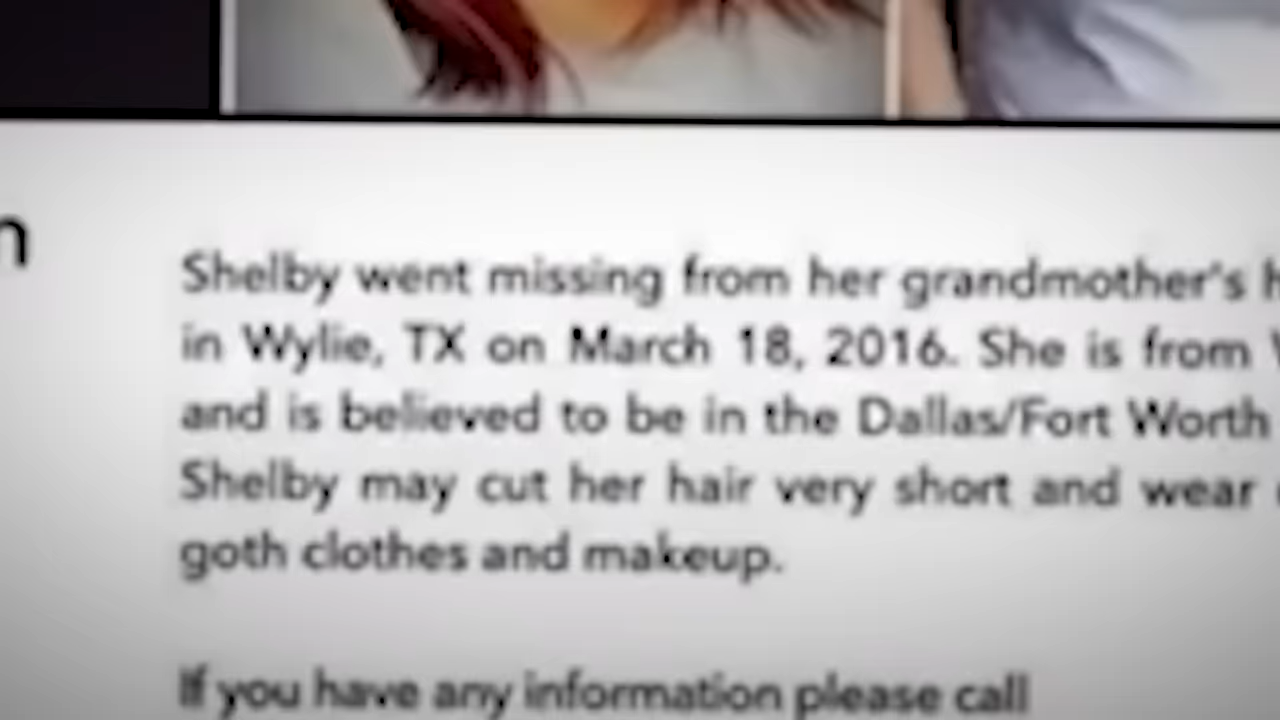 n
Shelby went missing from her grandmother's h
in Wylie, TX on March 18, 2016. She is from
and is believed to be in the Dallas/Fort Worth
Shelby may cut her hair very short and wear
goth clothes and makeup.
If you have any information please call